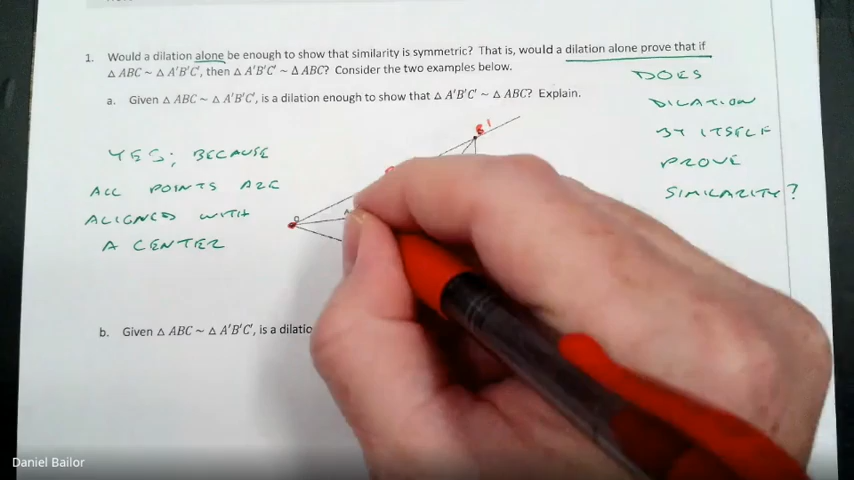 1. Would a dilation alone be enough to show that similarity is symmetric? That is, would a dilation alone prove that if
△ ABC ~ △ A'B'C', then △ A'B'C' ~ △ ABC? Consider the two examples below.
a. Given △ ABC ~ △ A'B'C', is a dilation enough to show that △ A'B'C' ~ △ ABC? Explain.
DOES
DILATION
BY ITSELF
PROVE
SIMILARITY?
YES; BECAUSE
ALL POINTS ARE
ALIGNED WITH
A CENTER
B'
O
b. Given △ ABC ~ △ A'B'C', is a dilatio
Daniel Bailor